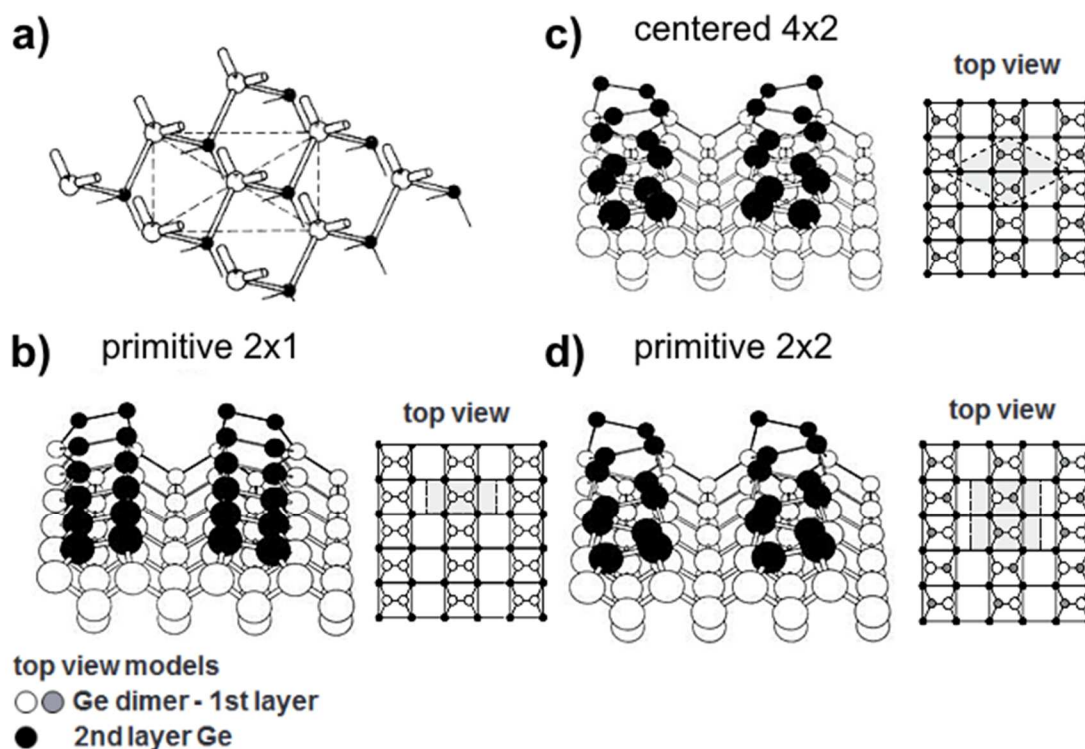 a)
c) centered 4x2
top view
b) primitive 2x1
top view
d) primitive 2x2
top view
top view models
Ge dimer - 1st layer
2nd layer Ge